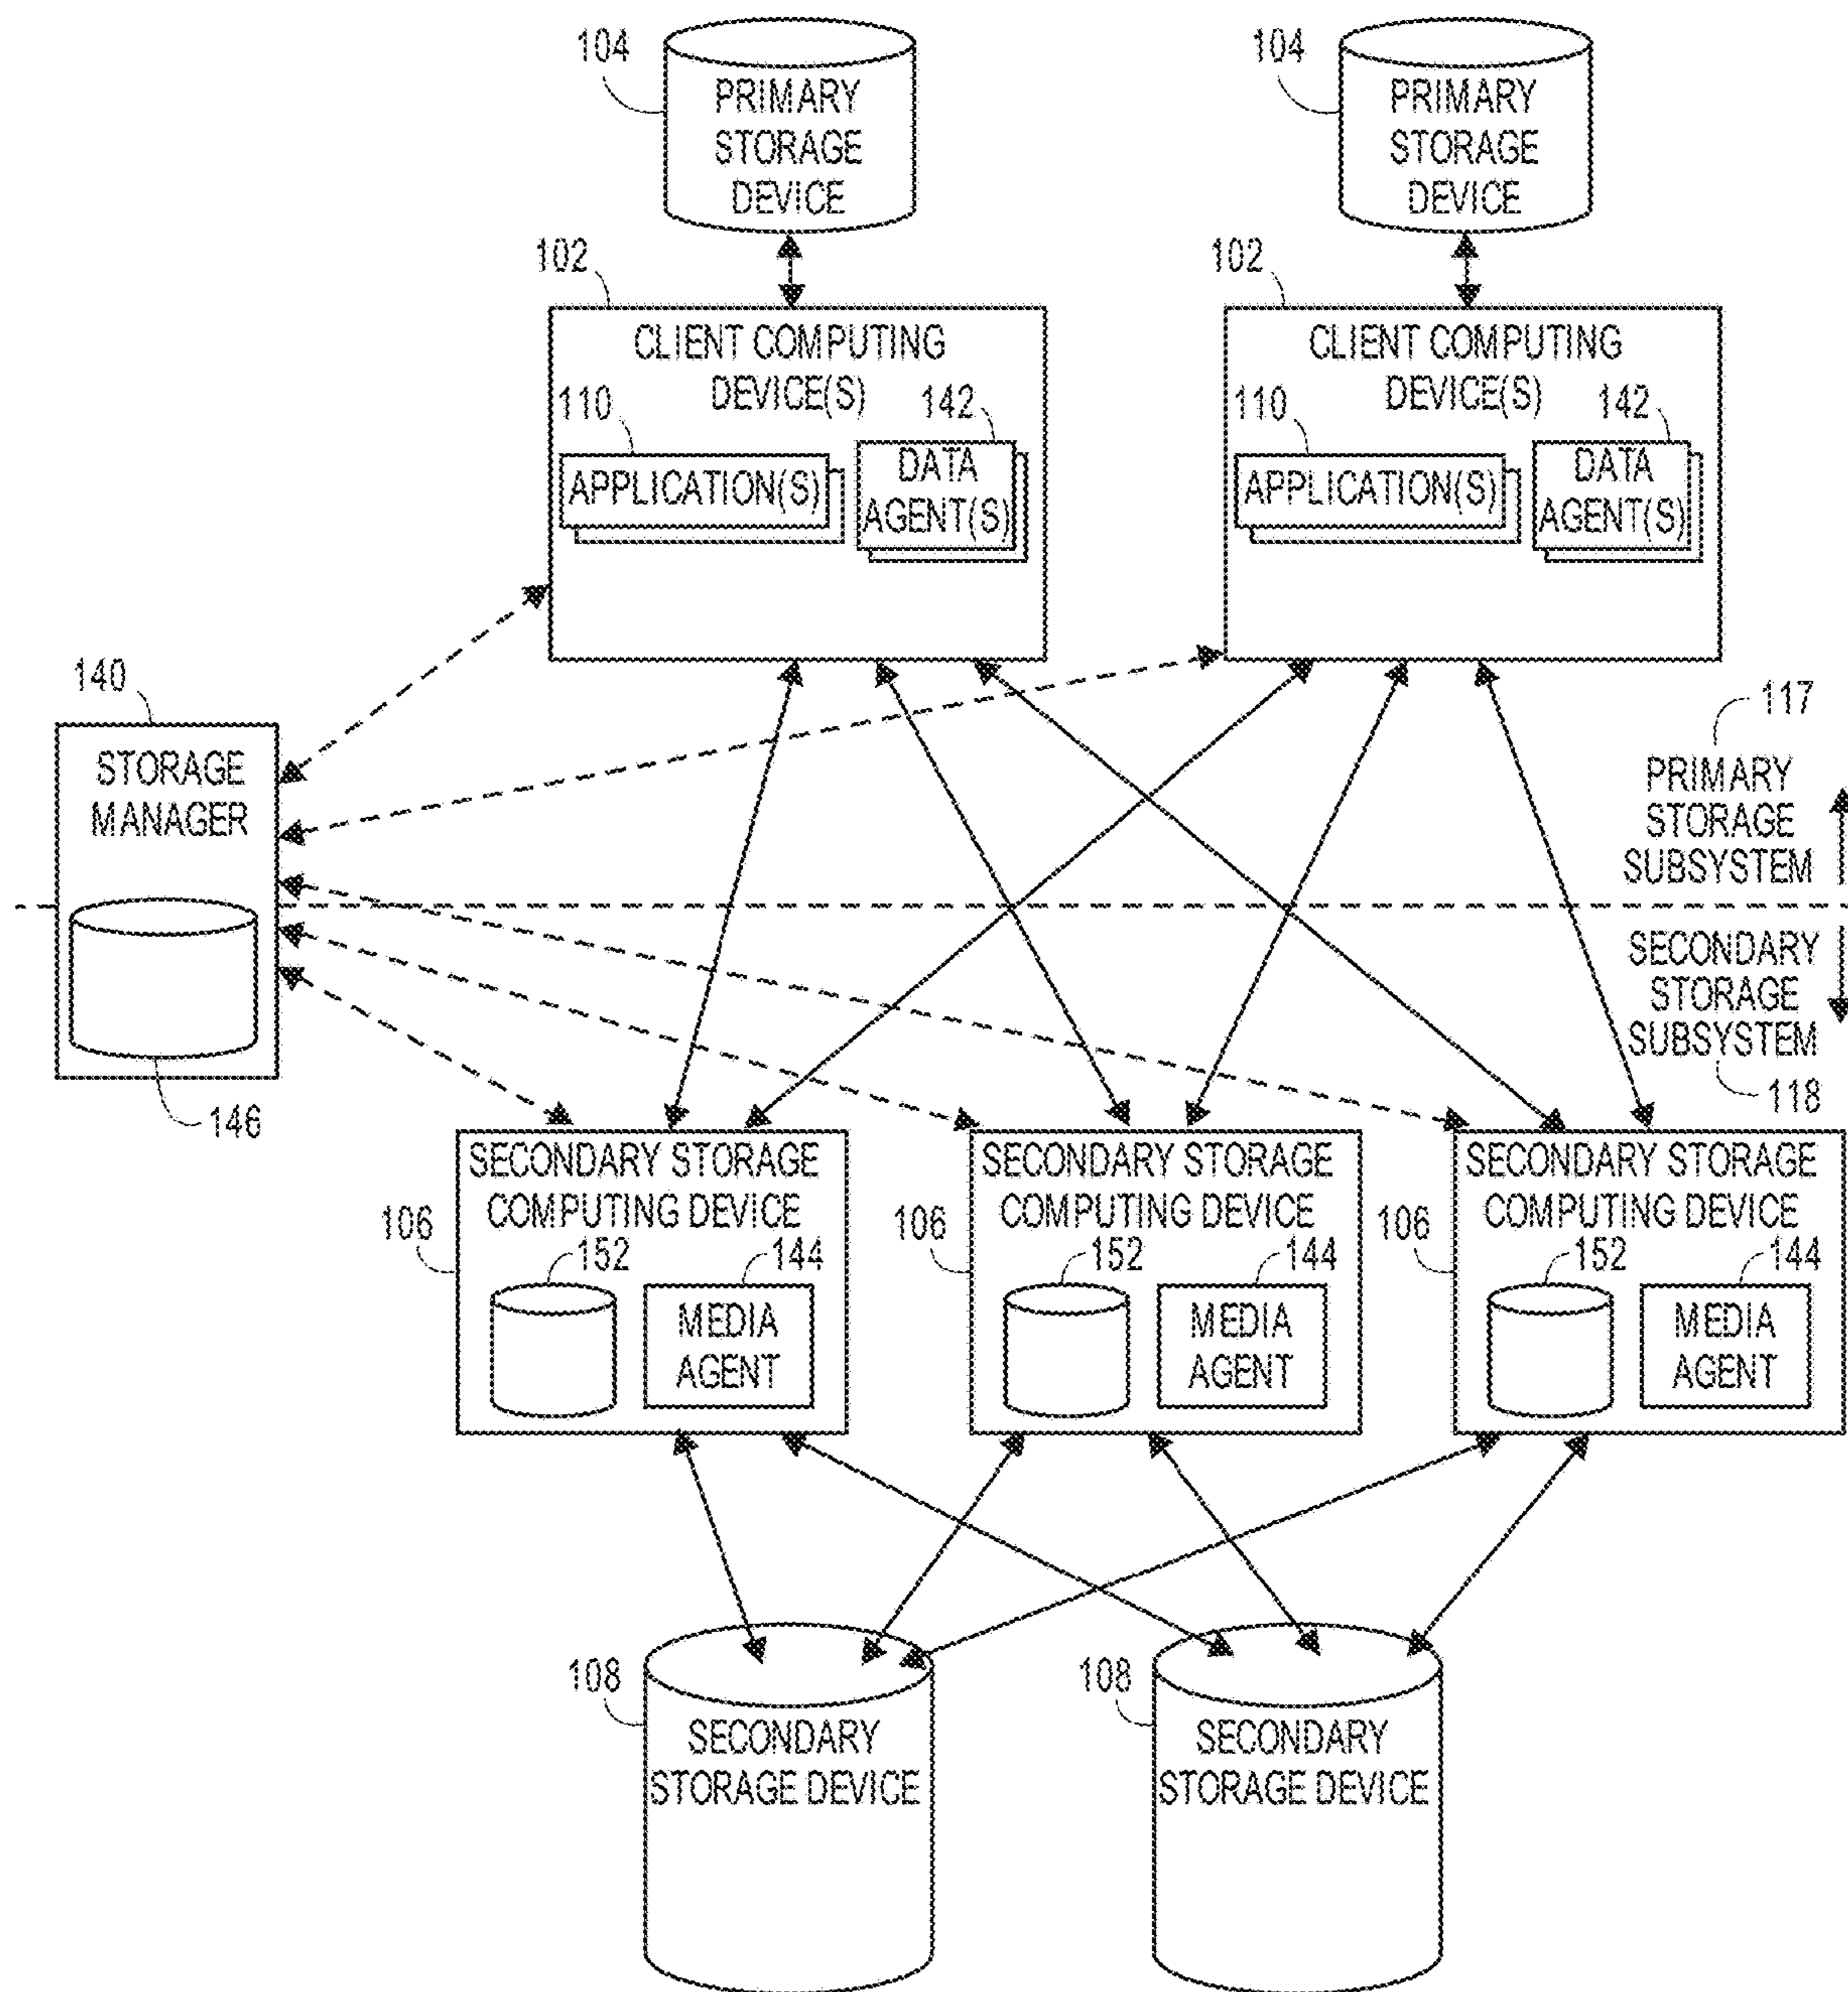 104
PRIMARY
STORAGE
DEVICE
104
PRIMARY
STORAGE
DEVICE
102
CLIENT COMPUTING
DEVICE(S)
110
142
APPLICATION(S)
DATA
AGENT(S)
102
CLIENT COMPUTING
DEVICE(S)
110
142
APPLICATION(S)
DATA
AGENT(S)
140
STORAGE
MANAGER
146
117
PRIMARY
STORAGE
SUBSYSTEM
SECONDARY
STORAGE
SUBSYSTEM
118
SECONDARY STORAGE
COMPUTING DEVICE
106
152
144
MEDIA
AGENT
SECONDARY STORAGE
COMPUTING DEVICE
106
152
144
MEDIA
AGENT
SECONDARY STORAGE
COMPUTING DEVICE
106
152
144
MEDIA
AGENT
108
SECONDARY
STORAGE DEVICE
108
SECONDARY
STORAGE DEVICE